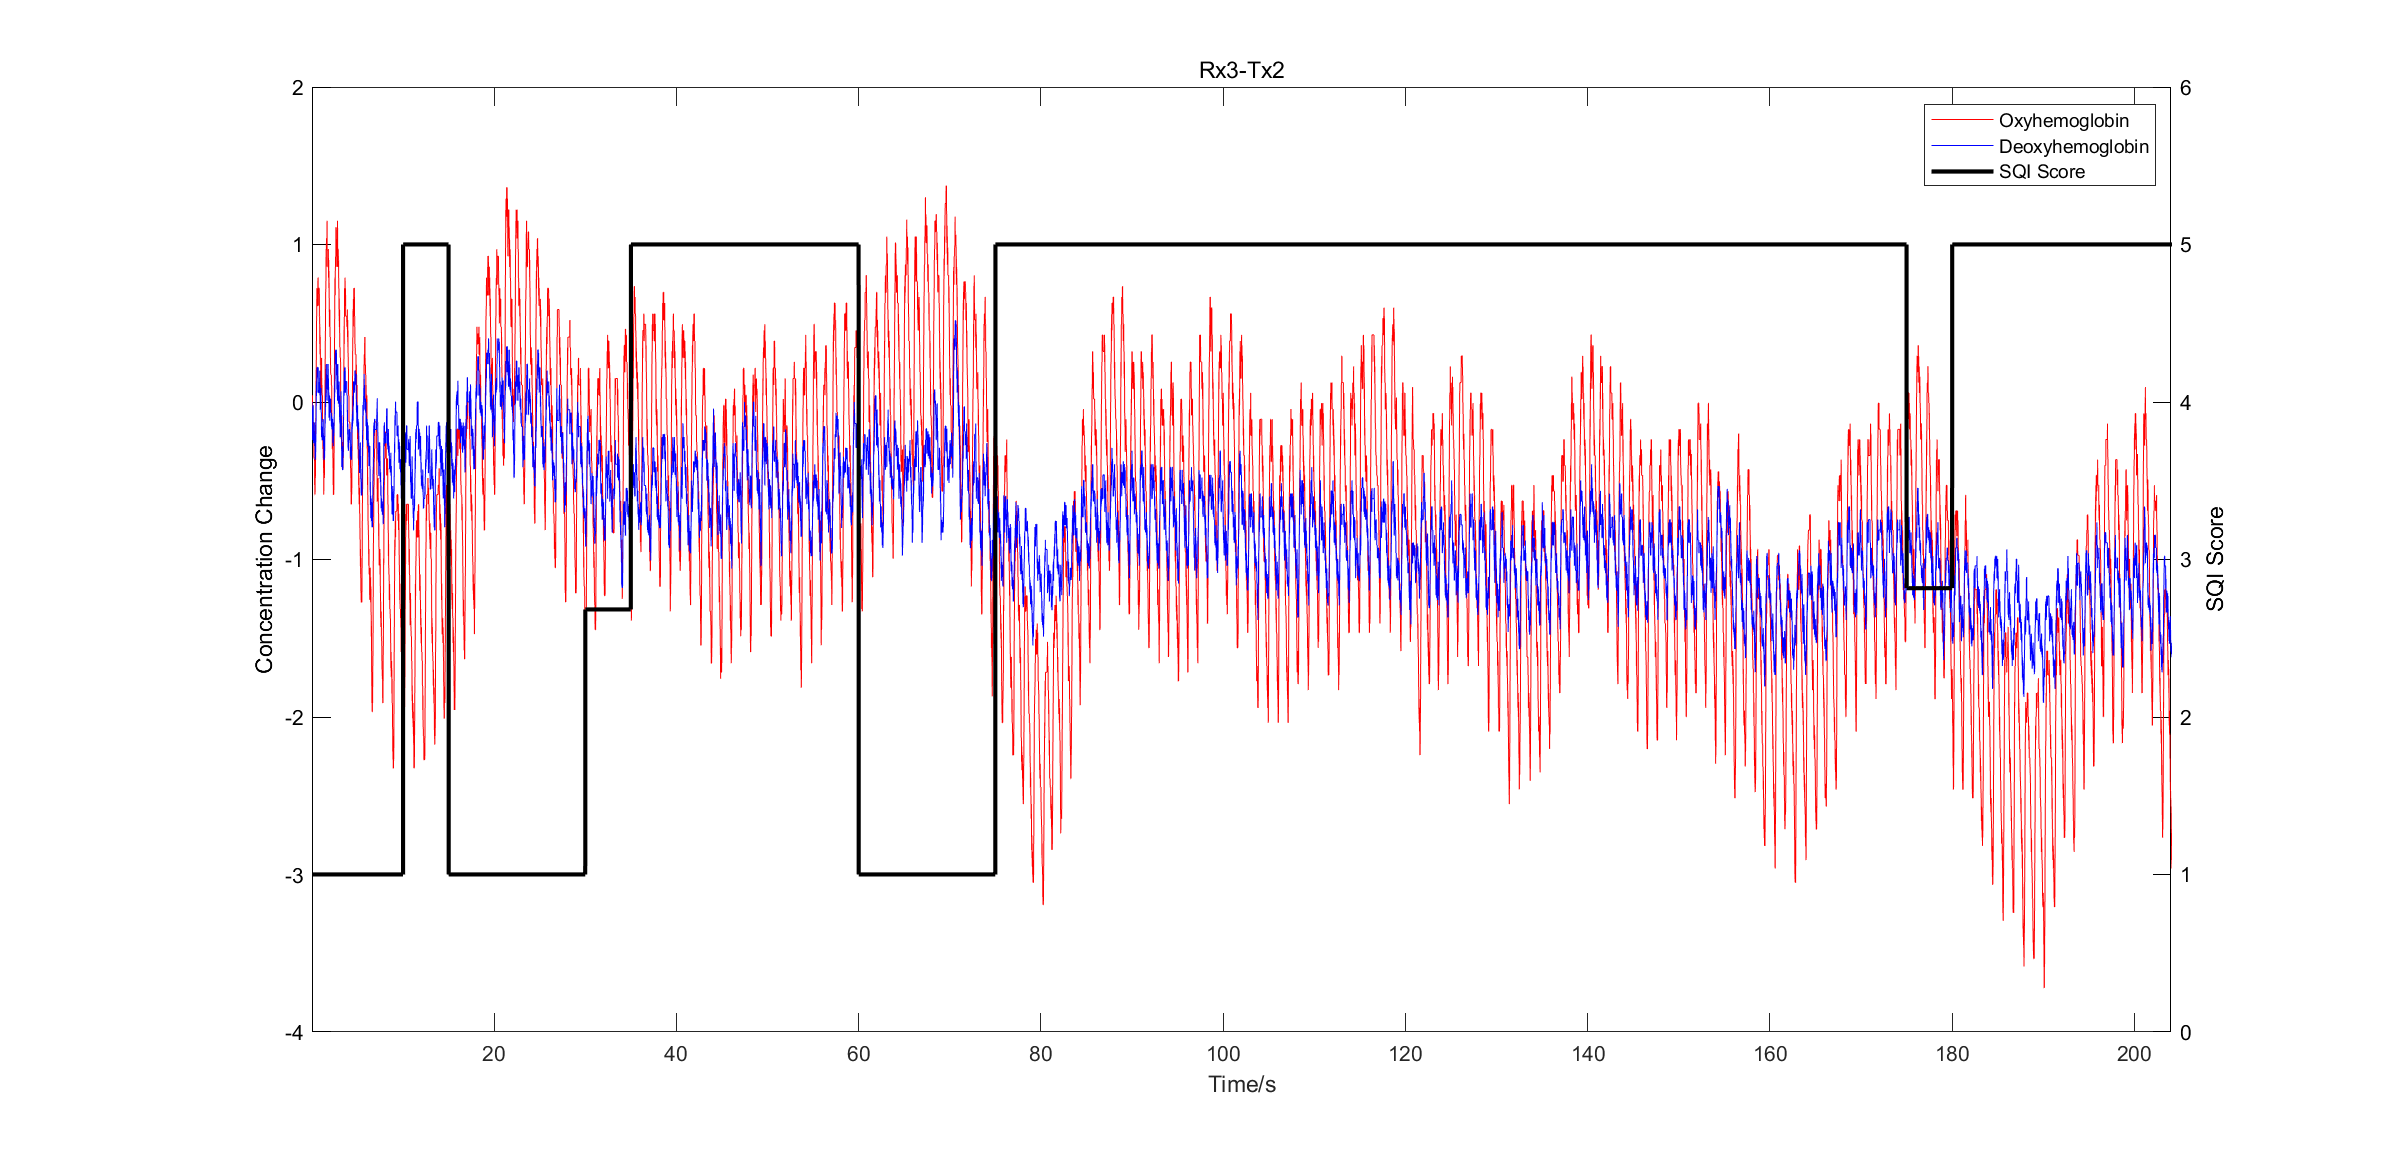 Rx3-Tx2
2
1
0
-1
-2
-3
-4
Concentration Change
6
5
4
3
2
1
0
SQI Score
Oxyhemoglobin
Deoxyhemoglobin
SQI Score
20 40 60 80 100 120 140 160 180 200
Time/s